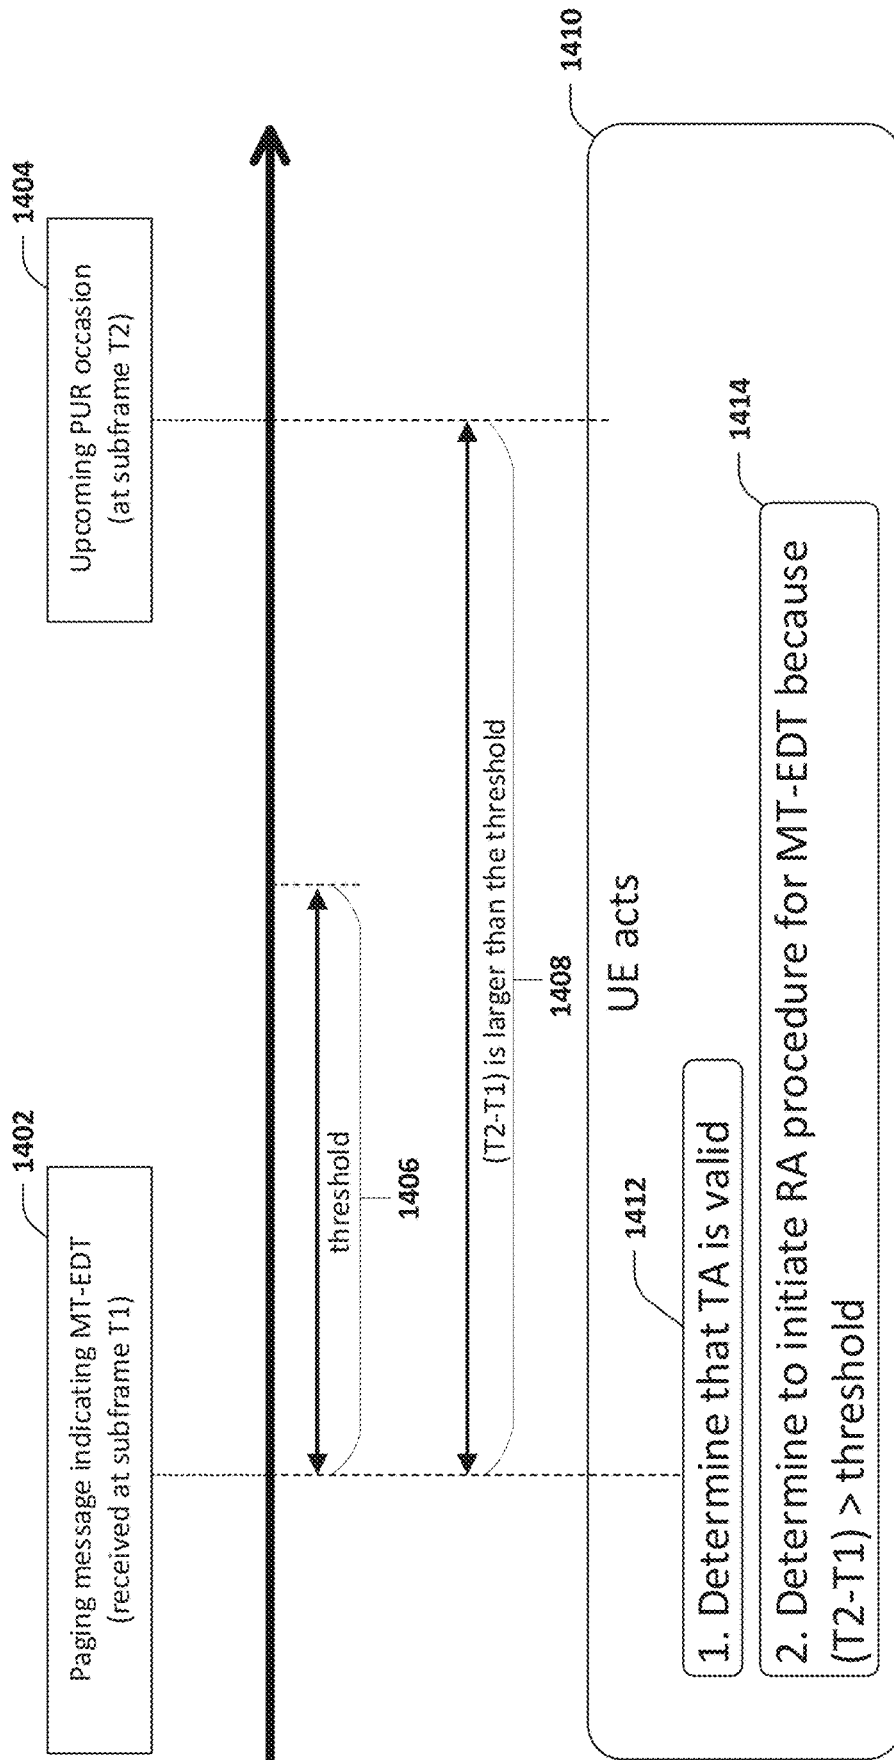 1402
Paging message indicating MT-EDT
(received at subframe T1)
1404
Upcoming PUR occasion
(at subframe T2)
threshold
1406
(T2-T1) is larger than the threshold
1408
1410
UE acts
1412
1. Determine that TA is valid
1414
2. Determine to initiate RA procedure for MT-EDT because
(T2-T1) > threshold